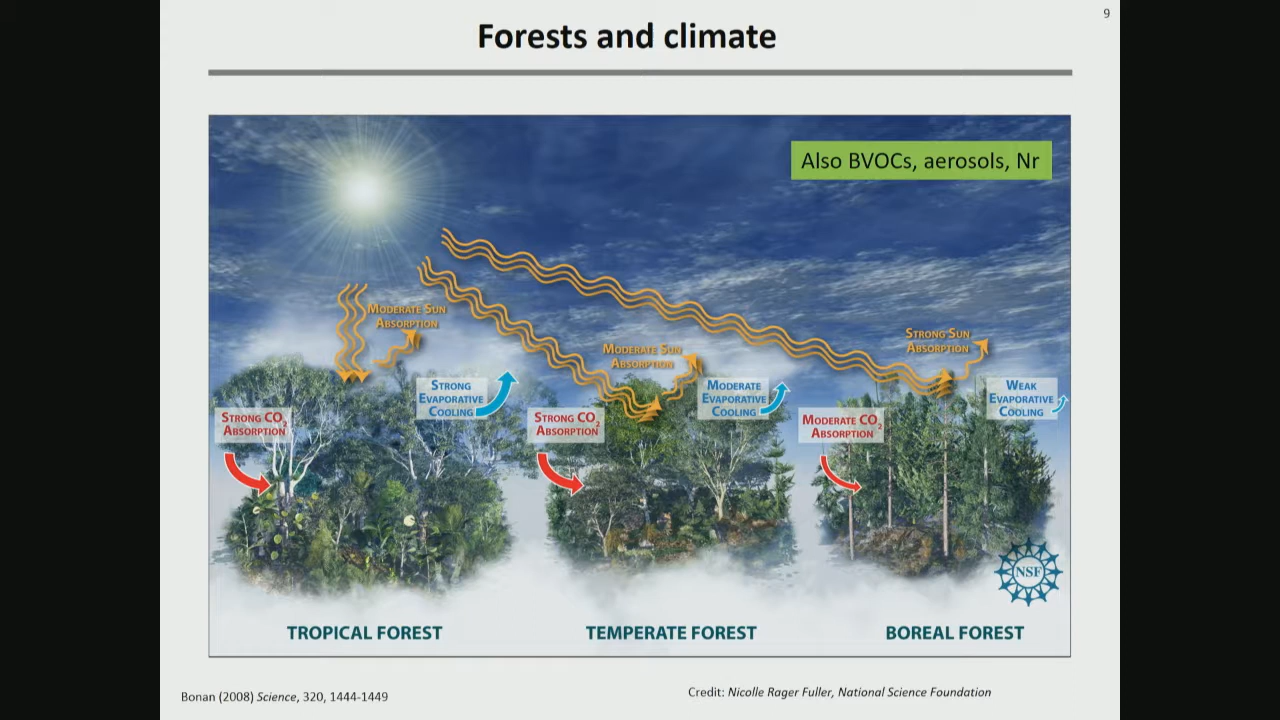 9
Forests and climate
Also BVOCs, aerosols, Nr
MODERATE SUN
ABSORPTION
STRONG
EVAPORATIVE
COOLING
STRONG CO2
ABSORPTION
MODERATE SUN
ABSORPTION
MODERATE
EVAPORATIVE
COOLING
STRONG CO2
ABSORPTION
STRONG SUN
ABSORPTION
WEAK
EVAPORATIVE
COOLING
MODERATE CO2
ABSORPTION
NSF
TROPICAL FOREST
TEMPERATE FOREST
BOREAL FOREST
Bonan (2008) Science, 320, 1444-1449
Credit: Nicolle Rager Fuller, National Science Foundation